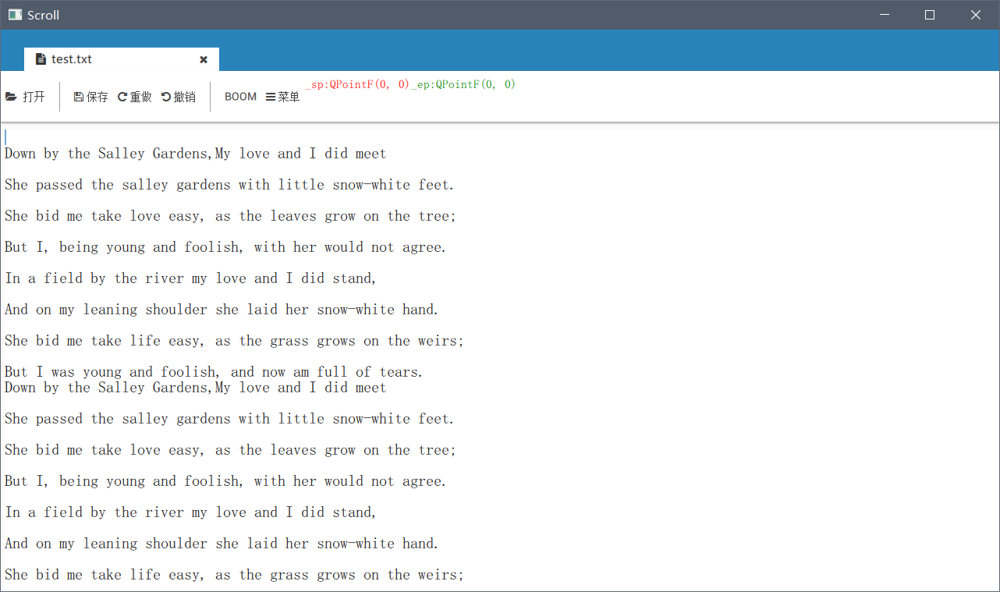 Scroll
test.txt
打开 保存 重做 撤销 BOOM 菜单 _sp:QPointF(0, 0)_ep:QPointF(0, 0)
Down by the Salley Gardens,My love and I did meet
She passed the salley gardens with little snow-white feet.
She bid me take love easy, as the leaves grow on the tree;
But I, being young and foolish, with her would not agree.
In a field by the river my love and I did stand,
And on my leaning shoulder she laid her snow-white hand.
She bid me take life easy, as the grass grows on the weirs;
But I was young and foolish, and now am full of tears.
Down by the Salley Gardens,My love and I did meet
She passed the salley gardens with little snow-white feet.
She bid me take love easy, as the leaves grow on the tree;
But I, being young and foolish, with her would not agree.
In a field by the river my love and I did stand,
And on my leaning shoulder she laid her snow-white hand.
She bid me take life easy, as the grass grows on the weirs;